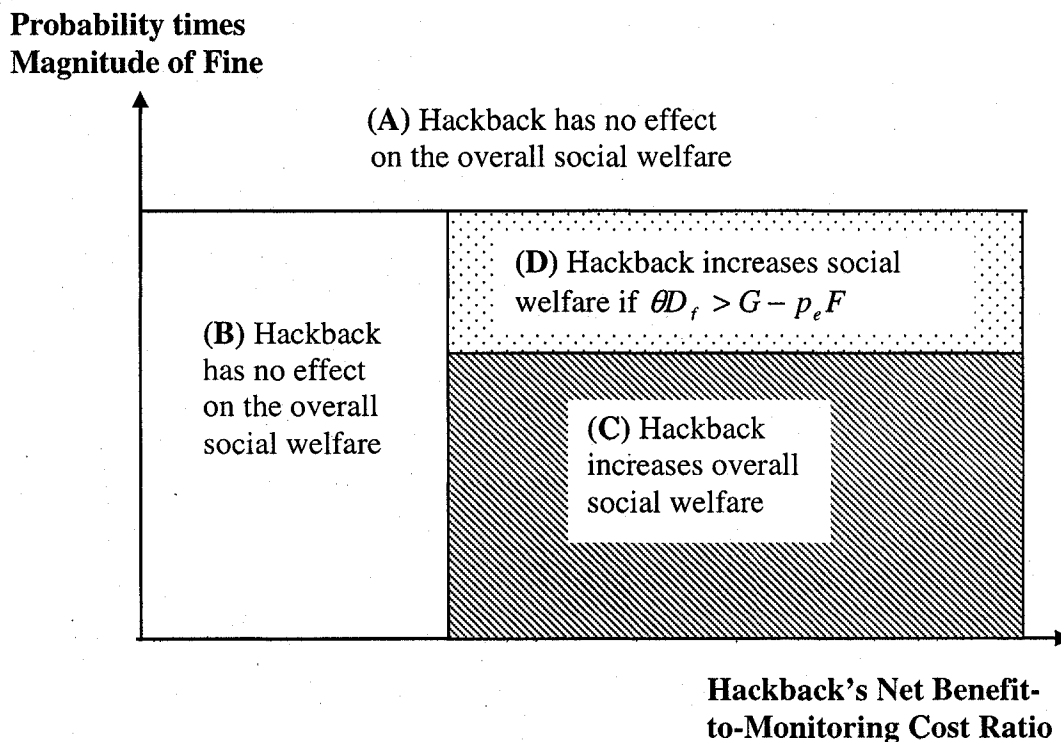 Probability times
Magnitude of Fine
(A) Hackback has no effect
on the overall social welfare
(D) Hackback increases social
welfare if θD_f > G − p_e F
(B) Hackback
has no effect
on the overall
social welfare
(C) Hackback
increases overall
social welfare
Hackback's Net Benefit-
to-Monitoring Cost Ratio